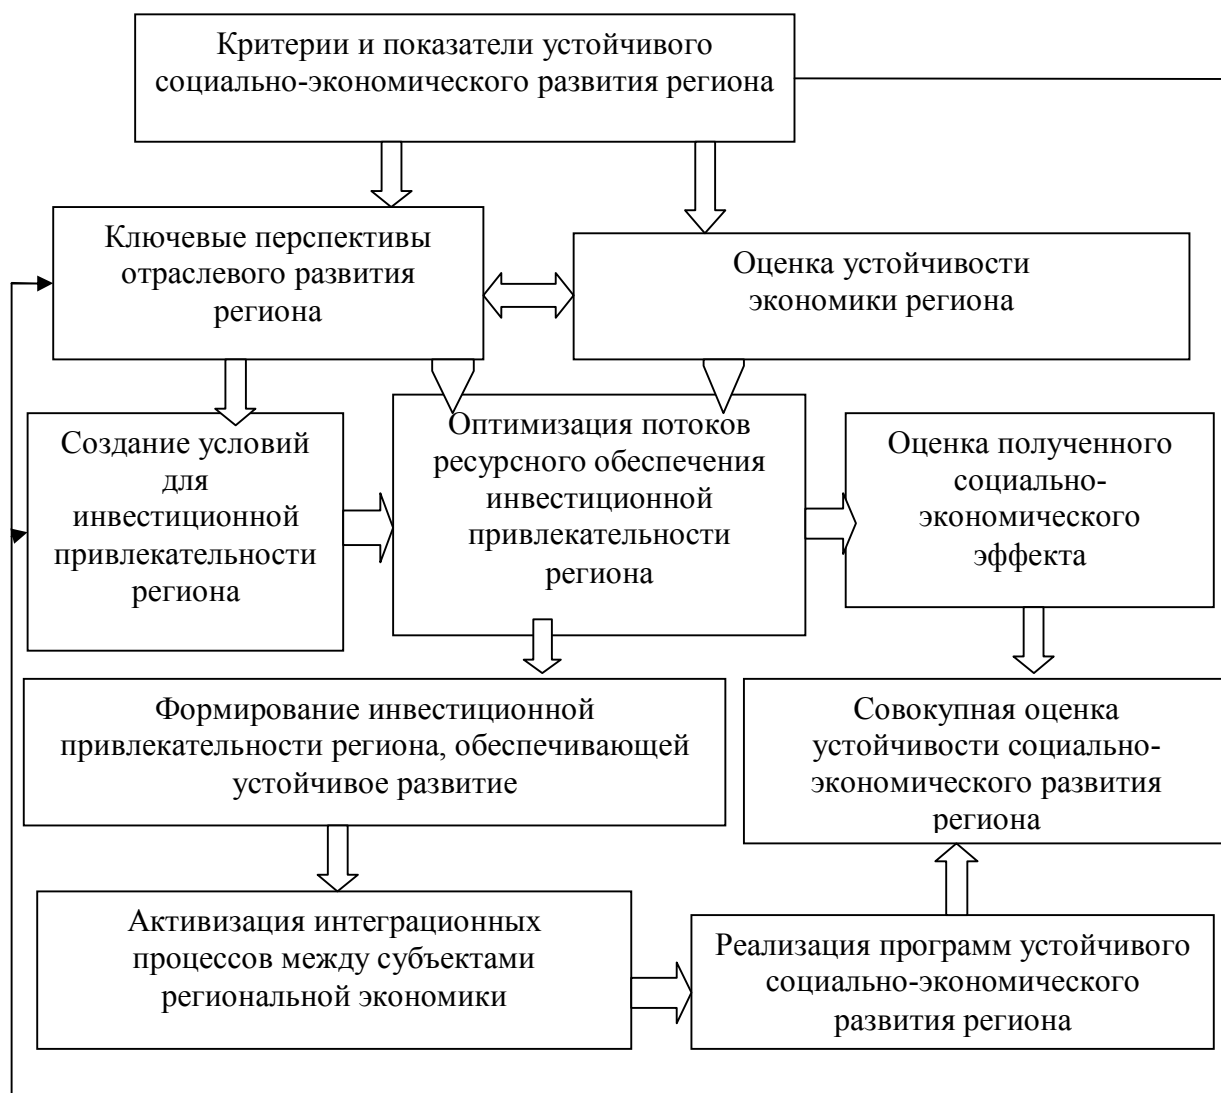 Критерии и показатели устойчивого
социально-экономического развития региона
Ключевые перспективы
отраслевого развития
региона
Оценка устойчивости
экономики региона
Создание условий
для
инвестиционной
привлекательности
региона
Оптимизация потоков
ресурсного обеспечения
инвестиционной
привлекательности
региона
Оценка полученного
социально-
экономического
эффекта
Формирование инвестиционной
привлекательности региона, обеспечивающей
устойчивое развитие
Совокупная оценка
устойчивости социально-
экономического развития
региона
Активизация интеграционных
процессов между субъектами
региональной экономики
Реализация программ устойчивого
социально-экономического
развития региона